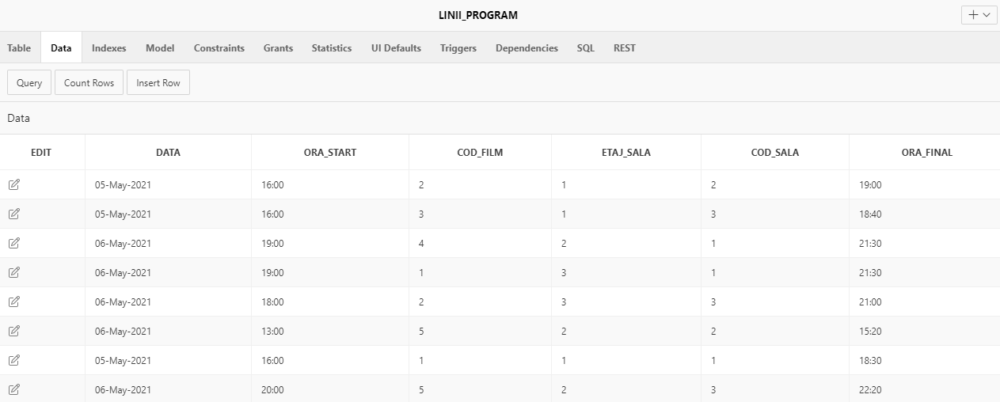 LINII_PROGRAM
Table Data Indexes Model Constraints Grants Statistics UI Defaults Triggers Dependencies SQL REST
Query Count Rows Insert Row
Data
EDIT DATA ORA_START COD_FILM ETAJ_SALA COD_SALA ORA_FINAL
05-May-2021 16:00 2 1 2 19:00
05-May-2021 16:00 3 1 3 18:40
06-May-2021 19:00 4 2 1 21:30
06-May-2021 19:00 1 3 1 21:30
06-May-2021 18:00 2 3 3 21:00
06-May-2021 13:00 5 2 2 15:20
05-May-2021 16:00 1 1 1 18:30
06-May-2021 20:00 5 2 3 22:20